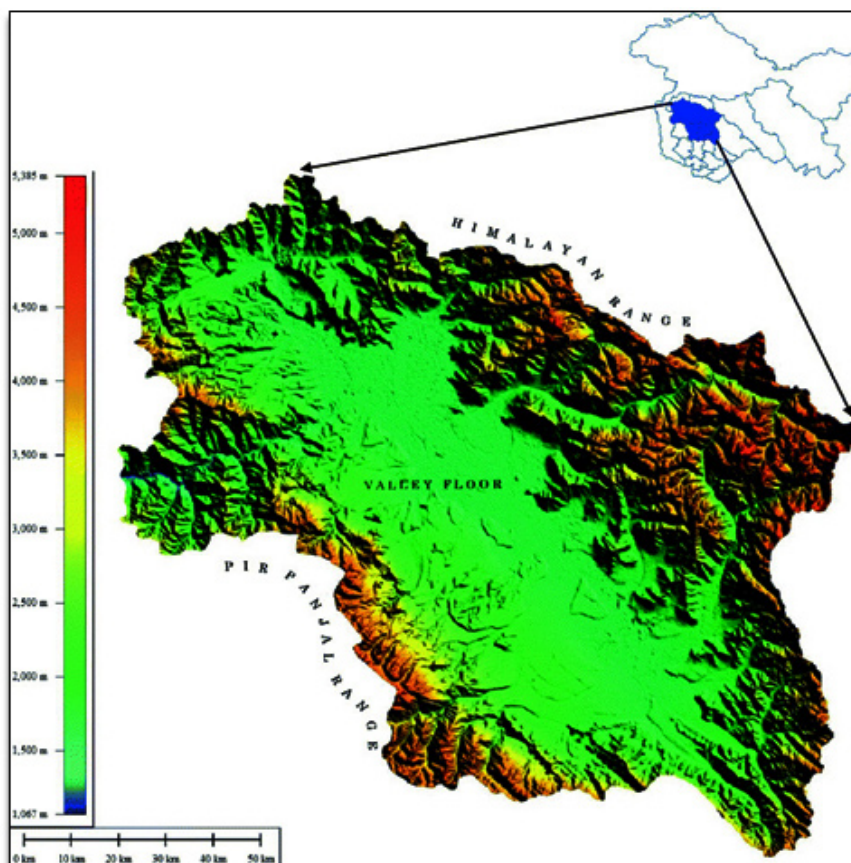 HIMALAYAN RANGE
5,385 m
5,000 m
4,500 m
4,000 m
3,500 m
3,000 m
2,500 m
2,000 m
1,500 m
1,067 m
VALLEY FLOOR
PIR PANJAL RANGE
0 km 10 km 20 km 30 km 40 km 50 km